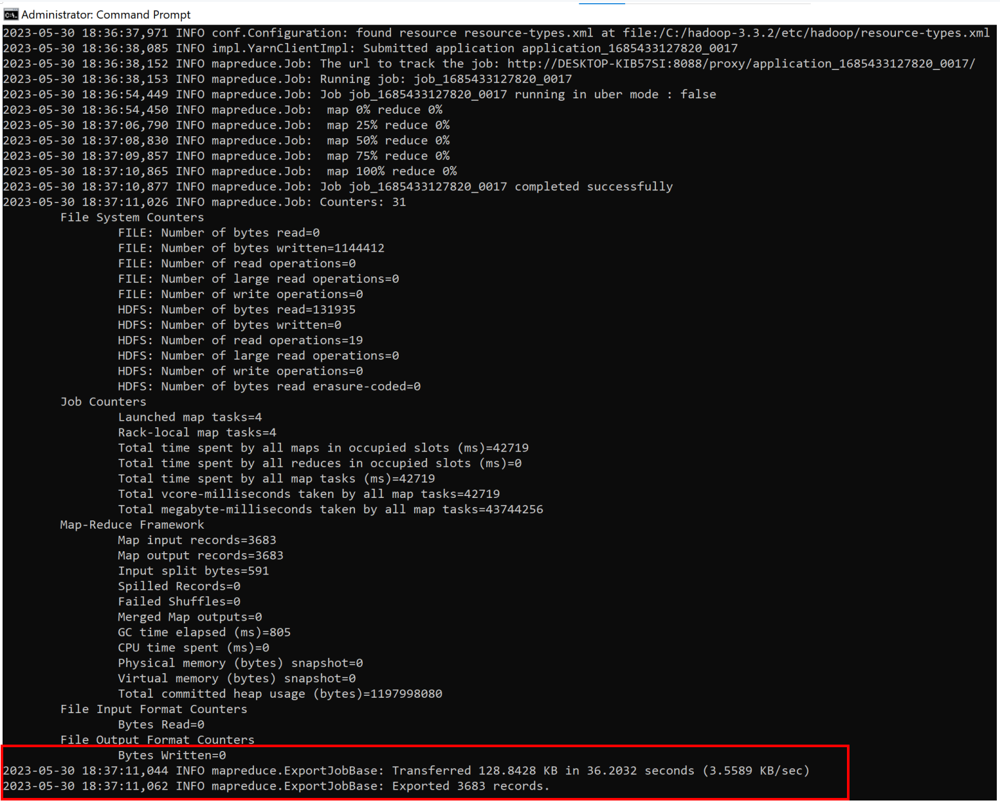 Administrator: Command Prompt
2023-05-30 18:36:37,971 INFO conf.Configuration: found resource resource-types.xml at file:/C:/hadoop-3.3.2/etc/hadoop/resource-types.xml
2023-05-30 18:36:38,085 INFO impl.YarnClientImpl: Submitted application application_1685433127820_0017
2023-05-30 18:36:38,152 INFO mapreduce.Job: The url to track the job: http://DESKTOP-KIB57SI:8088/proxy/application_1685433127820_0017/
2023-05-30 18:36:38,153 INFO mapreduce.Job: Running job: job_1685433127820_0017
2023-05-30 18:36:54,449 INFO mapreduce.Job: Job job_1685433127820_0017 running in uber mode : false
2023-05-30 18:36:54,450 INFO mapreduce.Job:  map 0% reduce 0%
2023-05-30 18:37:06,790 INFO mapreduce.Job:  map 25% reduce 0%
2023-05-30 18:37:08,830 INFO mapreduce.Job:  map 50% reduce 0%
2023-05-30 18:37:09,857 INFO mapreduce.Job:  map 75% reduce 0%
2023-05-30 18:37:10,865 INFO mapreduce.Job:  map 100% reduce 0%
2023-05-30 18:37:10,877 INFO mapreduce.Job: Job job_1685433127820_0017 completed successfully
2023-05-30 18:37:11,026 INFO mapreduce.Job: Counters: 31
File System Counters
FILE: Number of bytes read=0
FILE: Number of bytes written=1144412
FILE: Number of read operations=0
FILE: Number of large read operations=0
FILE: Number of write operations=0
HDFS: Number of bytes read=131935
HDFS: Number of bytes written=0
HDFS: Number of read operations=19
HDFS: Number of large read operations=0
HDFS: Number of write operations=0
HDFS: Number of bytes read erasure-coded=0
Job Counters
Launched map tasks=4
Rack-local map tasks=4
Total time spent by all maps in occupied slots (ms)=42719
Total time spent by all reduces in occupied slots (ms)=0
Total time spent by all map tasks (ms)=42719
Total vcore-milliseconds taken by all map tasks=42719
Total megabyte-milliseconds taken by all map tasks=43744256
Map-Reduce Framework
Map input records=3683
Map output records=3683
Input split bytes=591
Spilled Records=0
Failed Shuffles=0
Merged Map outputs=0
GC time elapsed (ms)=805
CPU time spent (ms)=0
Physical memory (bytes) snapshot=0
Virtual memory (bytes) snapshot=0
Total committed heap usage (bytes)=1197998080
File Input Format Counters
Bytes Read=0
File Output Format Counters
Bytes Written=0
2023-05-30 18:37:11,044 INFO mapreduce.ExportJobBase: Transferred 128.8428 KB in 36.2032 seconds (3.5589 KB/sec)
2023-05-30 18:37:11,062 INFO mapreduce.ExportJobBase: Exported 3683 records.